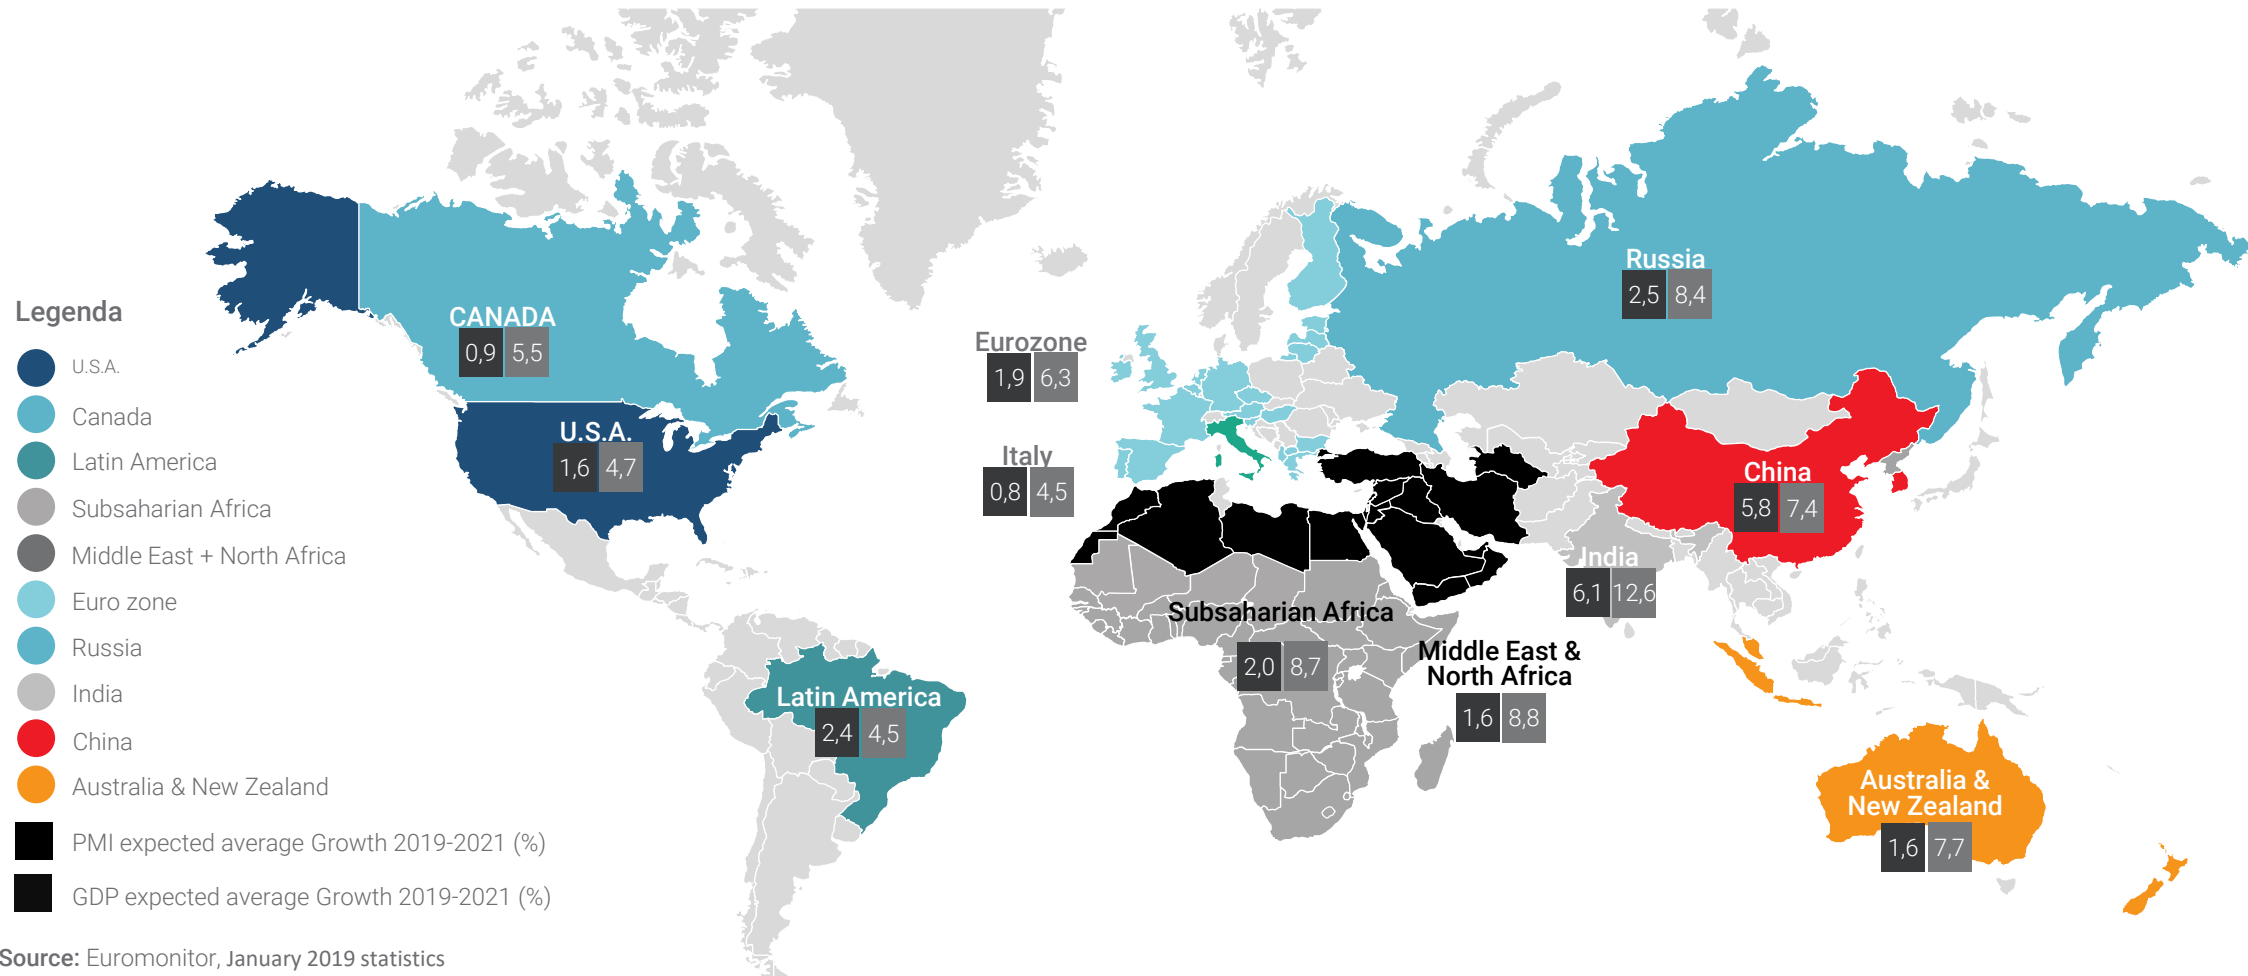 Legenda
U.S.A.
Canada
Latin America
Subsaharian Africa
Middle East + North Africa
Euro zone
Russia
India
China
Australia & New Zealand
PMI expected average Growth 2019-2021 (%)
GDP expected average Growth 2019-2021 (%)
Source: Euromonitor, January 2019 statistics
CANADA
0,9 5,5
U.S.A.
1,6 4,7
Latin America
2,4 4,5
Eurozone
1,9 6,3
Italy
0,8 4,5
Subsaharian Africa
2,0 8,7
Middle East &
North Africa
1,6 8,8
Russia
2,5 8,4
China
5,8 7,4
India
6,1 12,6
Australia &
New Zealand
1,6 7,7